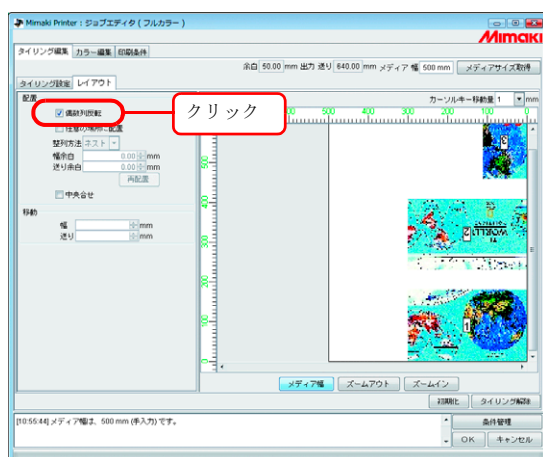 Mimaki Printer : ジョブエディタ ( フルカラー )
Mimaki
タイリング編集 カラー編集 印刷条件
余白 50.00 mm 出力 送り 640.00 mm メディア 幅 500 mm メディアサイズ取得
タイリング設定 レイアウト
配置
カーソルキー移動量 1 mm
偶数列反転
クリック
500 400 300 200 100 0
任意の場所に配置
整列方法 ネスト
幅余白 0.00 mm
送り余白 0.00 mm
再配置
中央合せ
移動
幅 mm
送り mm
500
400
300
200
100
0
3
2
WORLD
1
メディア幅 ズームアウト ズームイン
初期化 タイリング解除
[10:55:44] メディア幅は、500 mm (手入力) です。
条件管理
OK キャンセル